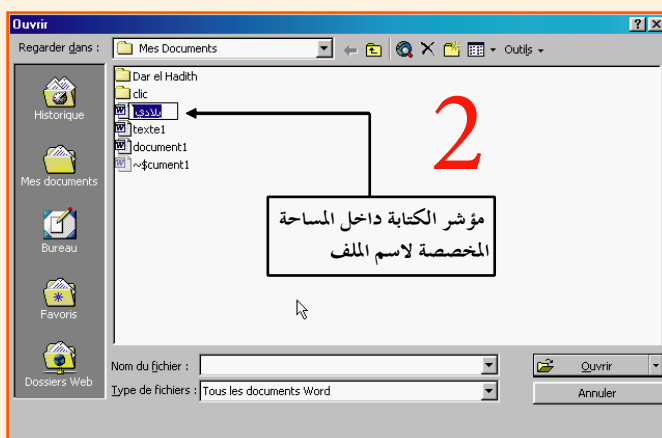 Ouvrir
Regarder dans :
Mes Documents
Outils
Historique
Mes documents
Bureau
Favoris
Dossiers Web
Dar el Hadith
clic
بلادي
texte1
document1
~$cument1
2
مؤشر الكتابة داخل المساحة
المخصصة لاسم الملف
Nom du fichier :
Ouvrir
Type de fichiers : Tous les documents Word
Annuler